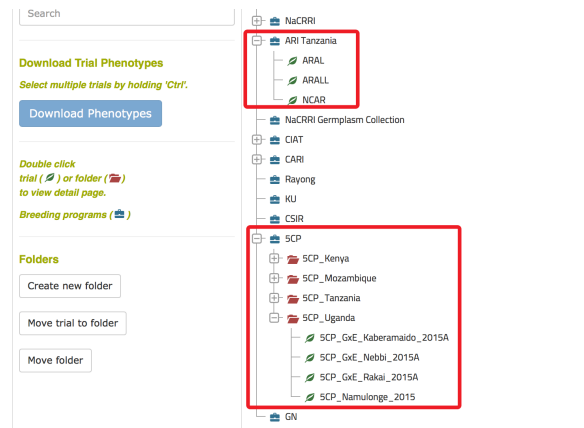 Search
Download Trial Phenotypes
Select multiple trials by holding 'Ctrl'.
Download Phenotypes
Double click
trial ( ) or folder ( )
to view detail page.
Breeding programs ( )
Folders
Create new folder
Move trial to folder
Move folder
NaCRRI
ARI Tanzania
ARAL
ARALL
NCAR
NaCRRI Germplasm Collection
CIAT
CARI
Rayong
KU
CSIR
5CP
5CP_Kenya
5CP_Mozambique
5CP_Tanzania
5CP_Uganda
5CP_GxE_Kaberamaido_2015A
5CP_GxE_Nebbi_2015A
5CP_GxE_Rakai_2015A
5CP_Namulonge_2015
GN